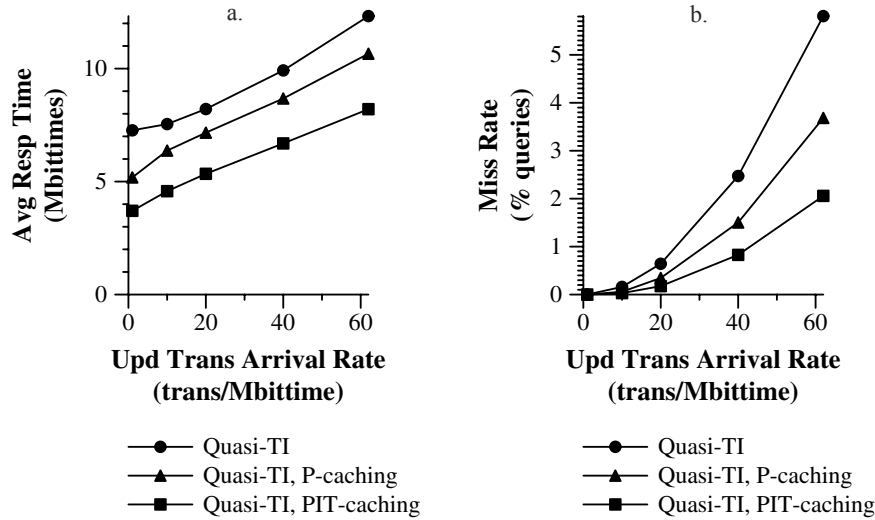 a.
10
5
0
Avg Resp Time
(Mbittimes)
0 20 40 60
Upd Trans Arrival Rate
(trans/Mbittime)
Quasi-TI
Quasi-TI, P-caching
Quasi-TI, PIT-caching
b.
5
4
3
2
1
0
Miss Rate
(% queries)
0 20 40 60
Upd Trans Arrival Rate
(trans/Mbittime)
Quasi-TI
Quasi-TI, P-caching
Quasi-TI, PIT-caching